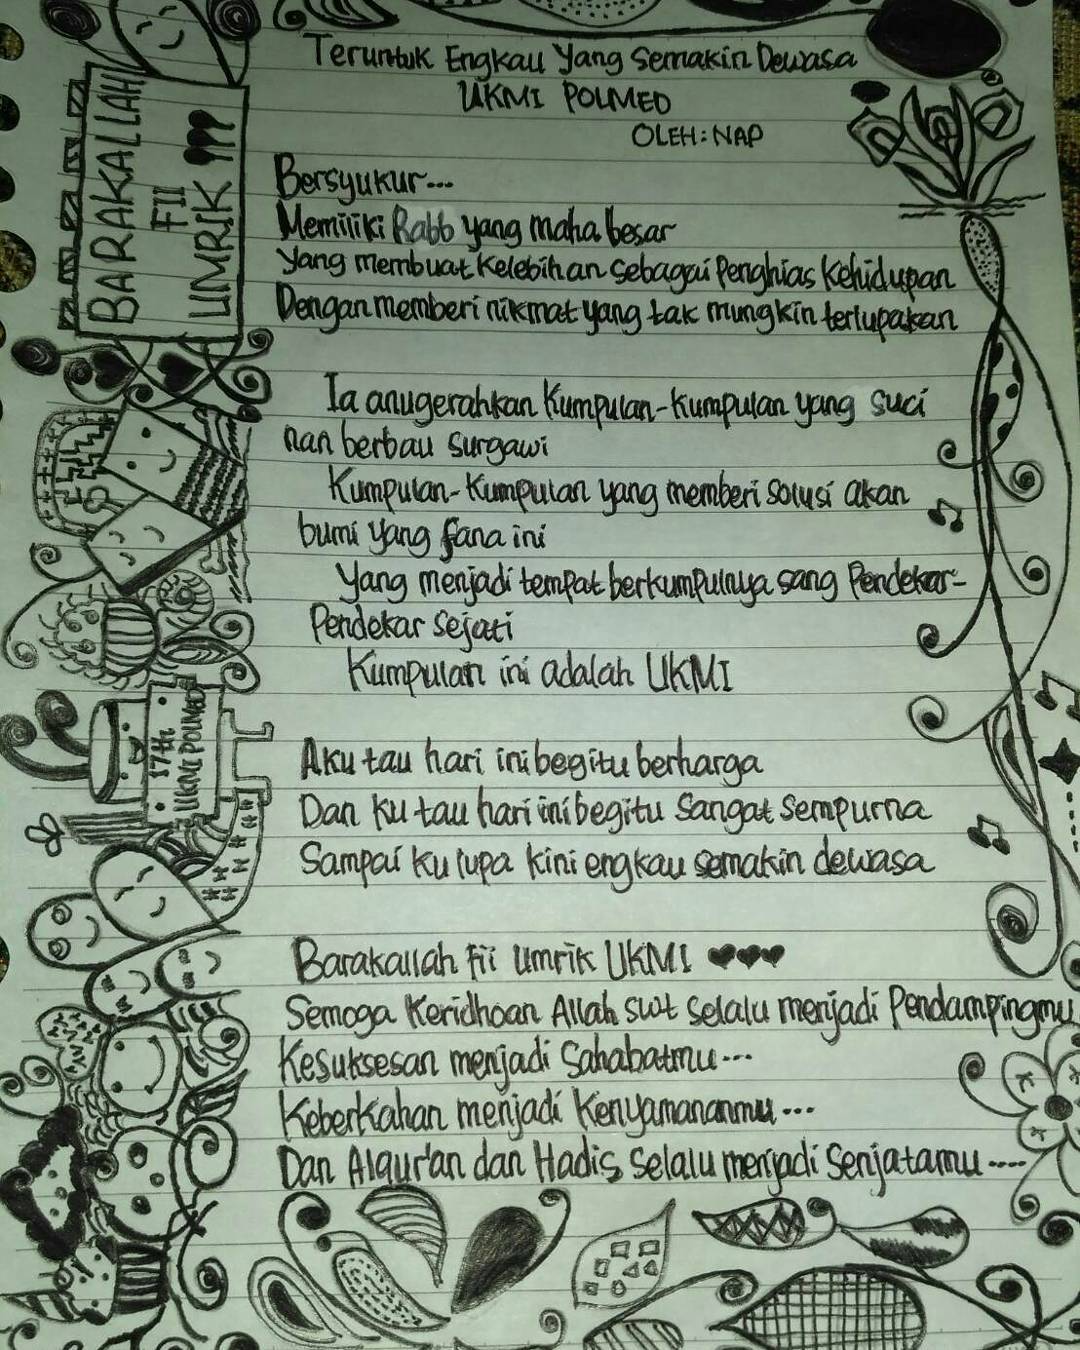 Teruntuk Engkau Yang Semakin Dewasa
UKMI POLMED
OLEH: NAP
BARAKALLAH
FII
UMRIK
Bersyukur...
Memiliki Rabb yang maha besar
Yang membuat kelebihan sebagai Penghias kehidupan
Dengan memberi nikmat yang tak mungkin terlupakan
Ia anugerahkan Kumpulan-kumpulan yang suci
nan berbau surgawi
Kumpulan-kumpulan yang memberi solusi akan
bumi yang fana ini
Yang menjadi tempat berkumpulnya sang Pendekar-
Pendekar Sejati
Kumpulan ini adalah UKMI
17th
UKMI POLMED
Aku tau hari ini begitu berharga
Dan ku tau hari ini begitu sangat sempurna
Sampai ku lupa kini engkau semakin dewasa
Barakallah Fii Umrik UKMI ♥♥♥
Semoga Keridhoan Allah swt selalu menjadi Pendampingmu
Kesuksesan menjadi Sahabatmu...
Keberkahan menjadi Kenyamananmu...
Dan Alqur'an dan Hadis selalu menjadi Senjatamu....